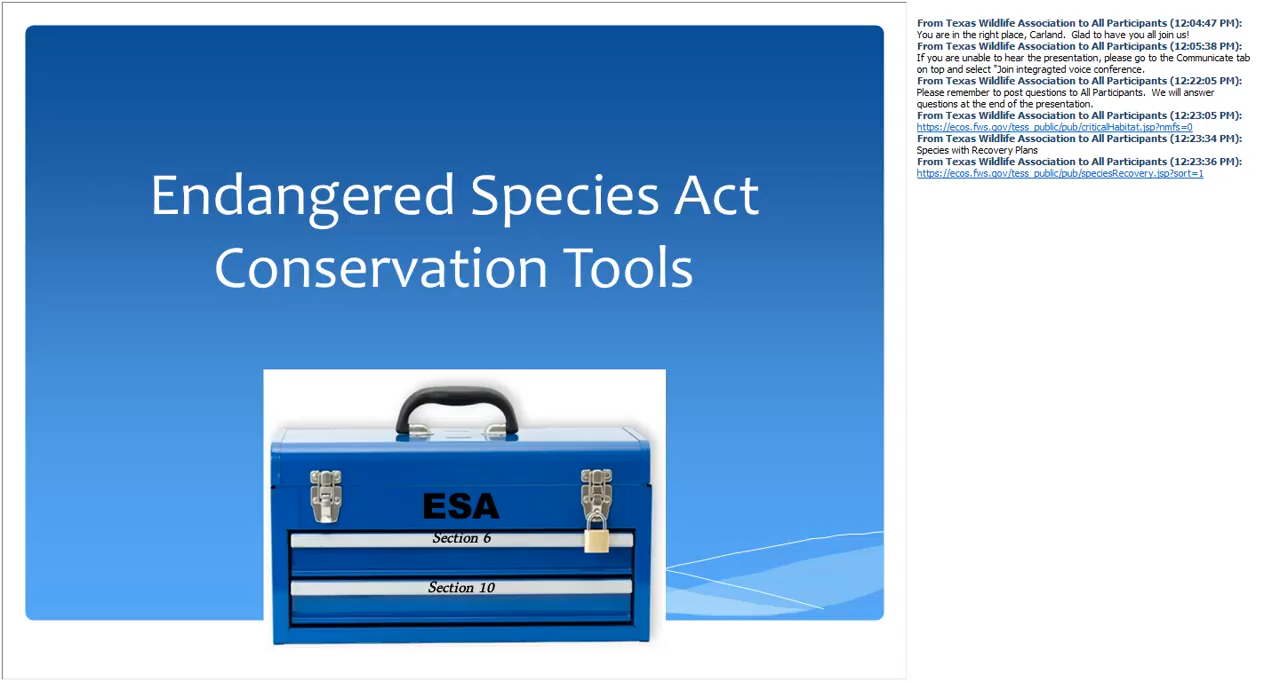 Endangered Species Act
Conservation Tools
ESA
Section 6
Section 10
From Texas Wildlife Association to All Participants (12:04:47 PM):
You are in the right place, Carland.  Glad to have you all join us!
From Texas Wildlife Association to All Participants (12:05:38 PM):
If you are unable to hear the presentation, please go to the Communicate tab
on top and select "Join integragted voice conference.
From Texas Wildlife Association to All Participants (12:22:05 PM):
Please remember to post questions to All Participants.  We will answer
questions at the end of the presentation.
From Texas Wildlife Association to All Participants (12:23:05 PM):
https://ecos.fws.gov/tess_public/pub/criticalHabitat.jsp?nmfs=0
From Texas Wildlife Association to All Participants (12:23:34 PM):
Species with Recovery Plans
From Texas Wildlife Association to All Participants (12:23:36 PM):
https://ecos.fws.gov/tess_public/pub/speciesRecovery.jsp?sort=1